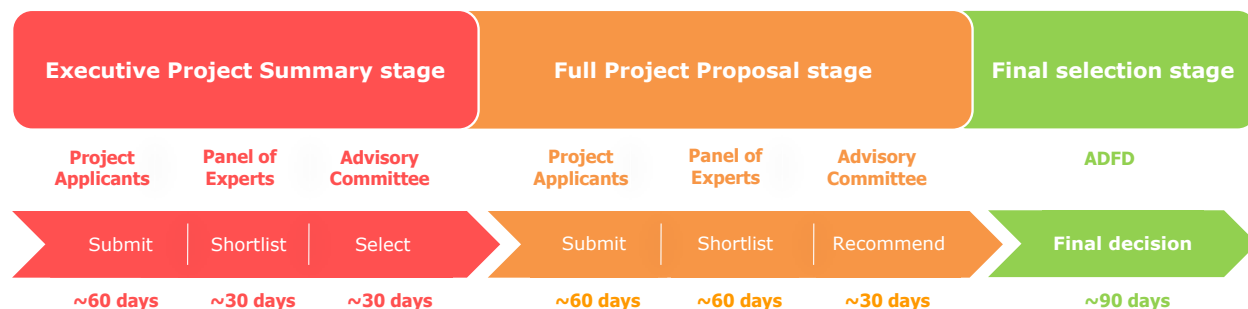 Executive Project Summary stage
Full Project Proposal stage
Final selection stage
Project Applicants
Panel of Experts
Advisory Committee
Project Applicants
Panel of Experts
Advisory Committee
ADFD
Submit
Shortlist
Select
Submit
Shortlist
Recommend
Final decision
~60 days
~30 days
~30 days
~60 days
~60 days
~30 days
~90 days